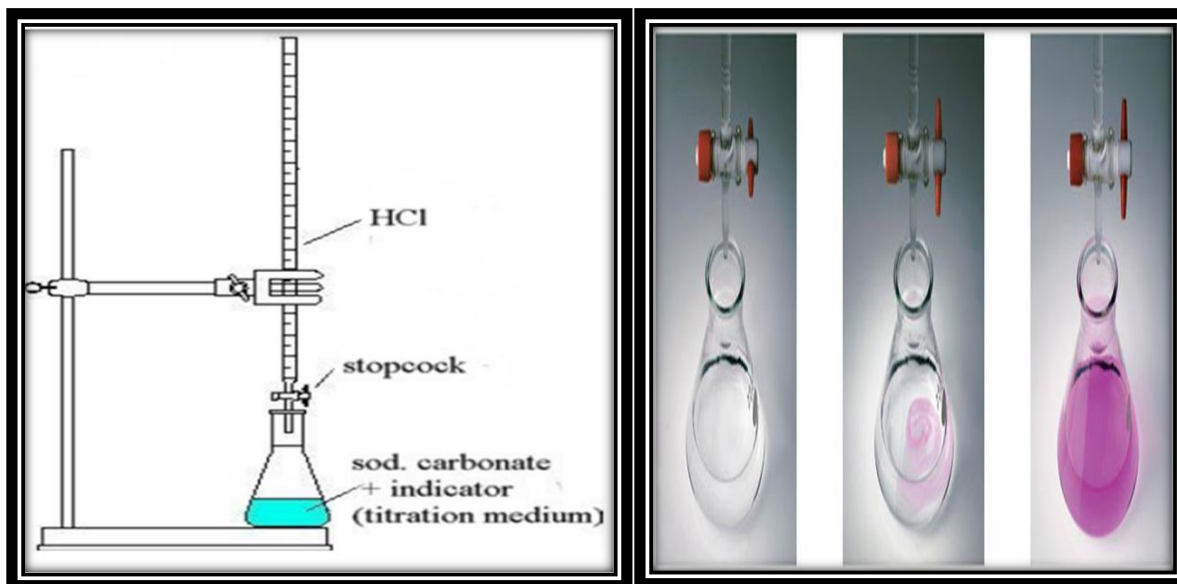 HCl
stopcock
sod. carbonate
+ indicator
(titration medium)